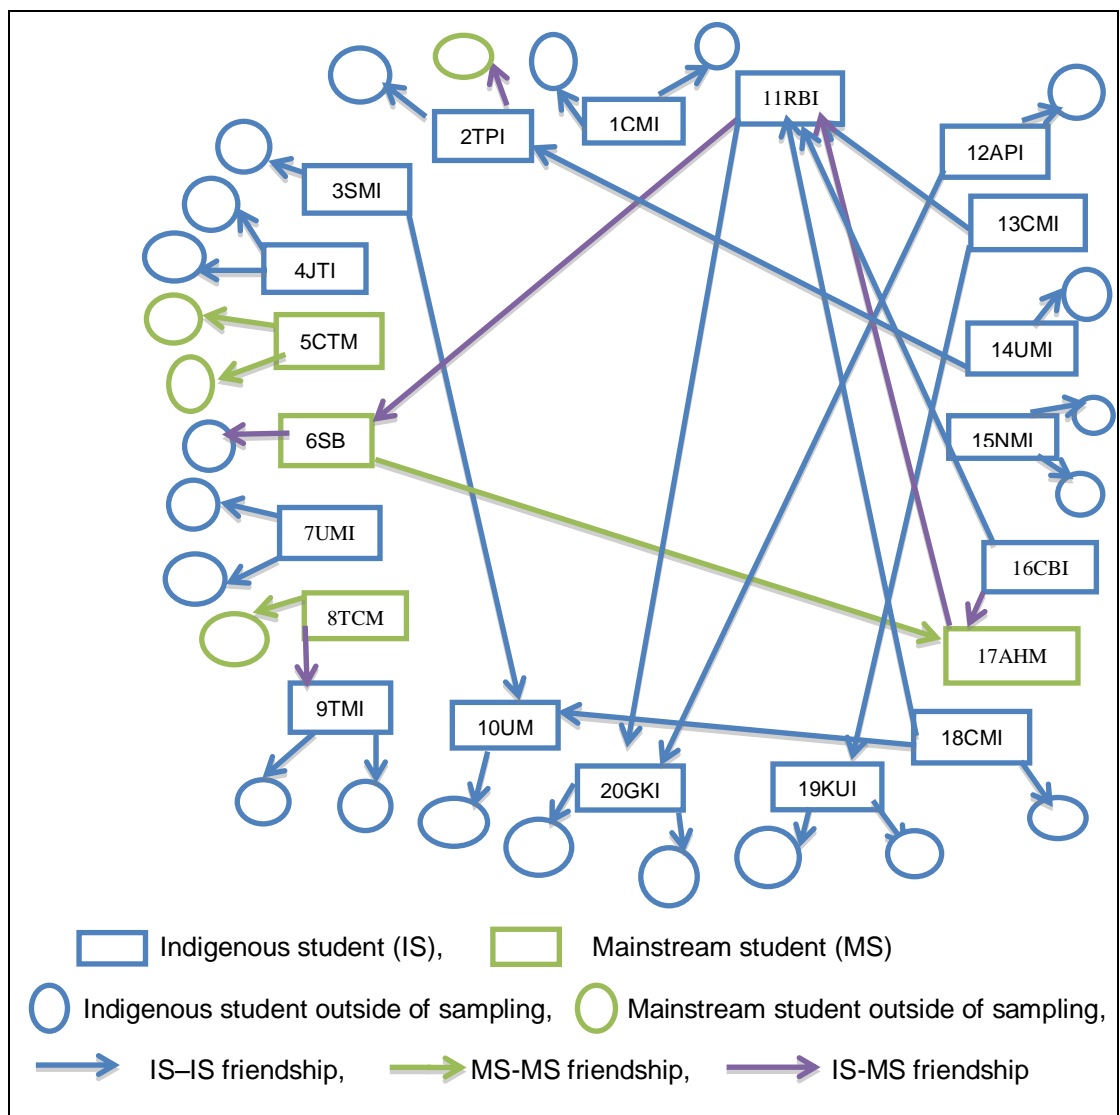 11RBI
1CMI
2TPI
12API
3SMI
13CMI
4JTI
5CTM
14UMI
6SB
15NMI
7UMI
16CBI
8TCM
17AHM
9TMI
10UM
18CMI
20GKI
19KUI
Indigenous student (IS), Mainstream student (MS)
Indigenous student outside of sampling, Mainstream student outside of sampling,
IS–IS friendship, MS-MS friendship, IS-MS friendship